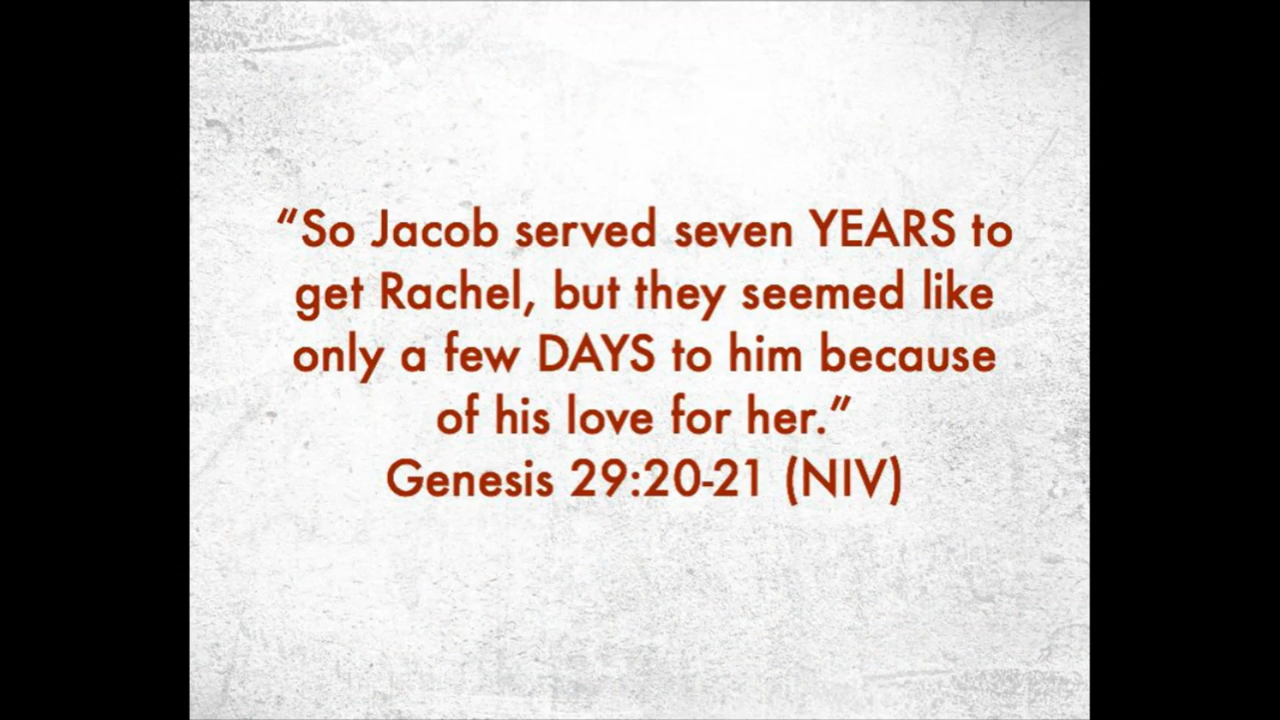 “So Jacob served seven YEARS to
get Rachel, but they seemed like
only a few DAYS to him because
of his love for her.”
Genesis 29:20-21 (NIV)